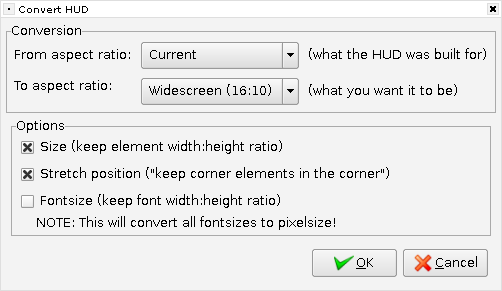 Convert HUD
Conversion
From aspect ratio: Current (what the HUD was built for)
To aspect ratio: Widescreen (16:10) (what you want it to be)
Options
Size (keep element width:height ratio)
Stretch position ("keep corner elements in the corner")
Fontsize (keep font width:height ratio)
NOTE: This will convert all fontsizes to pixelsize!
OK Cancel